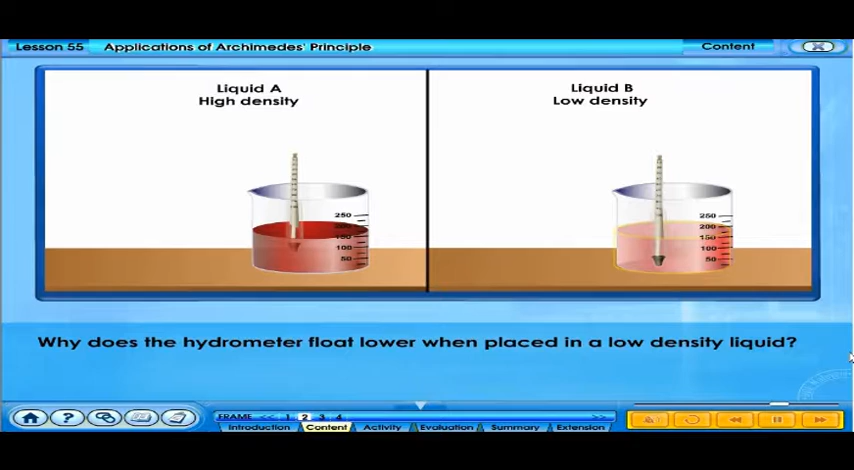 Lesson 55 Applications of Archimedes' Principle Content
Liquid A
High density
250
200
150
100
50
Liquid B
Low density
250
200
150
100
50
Why does the hydrometer float lower when placed in a low density liquid?
FRAME << 1 2 3 4 >>
Introduction Content Activity Evaluation Summary Extension